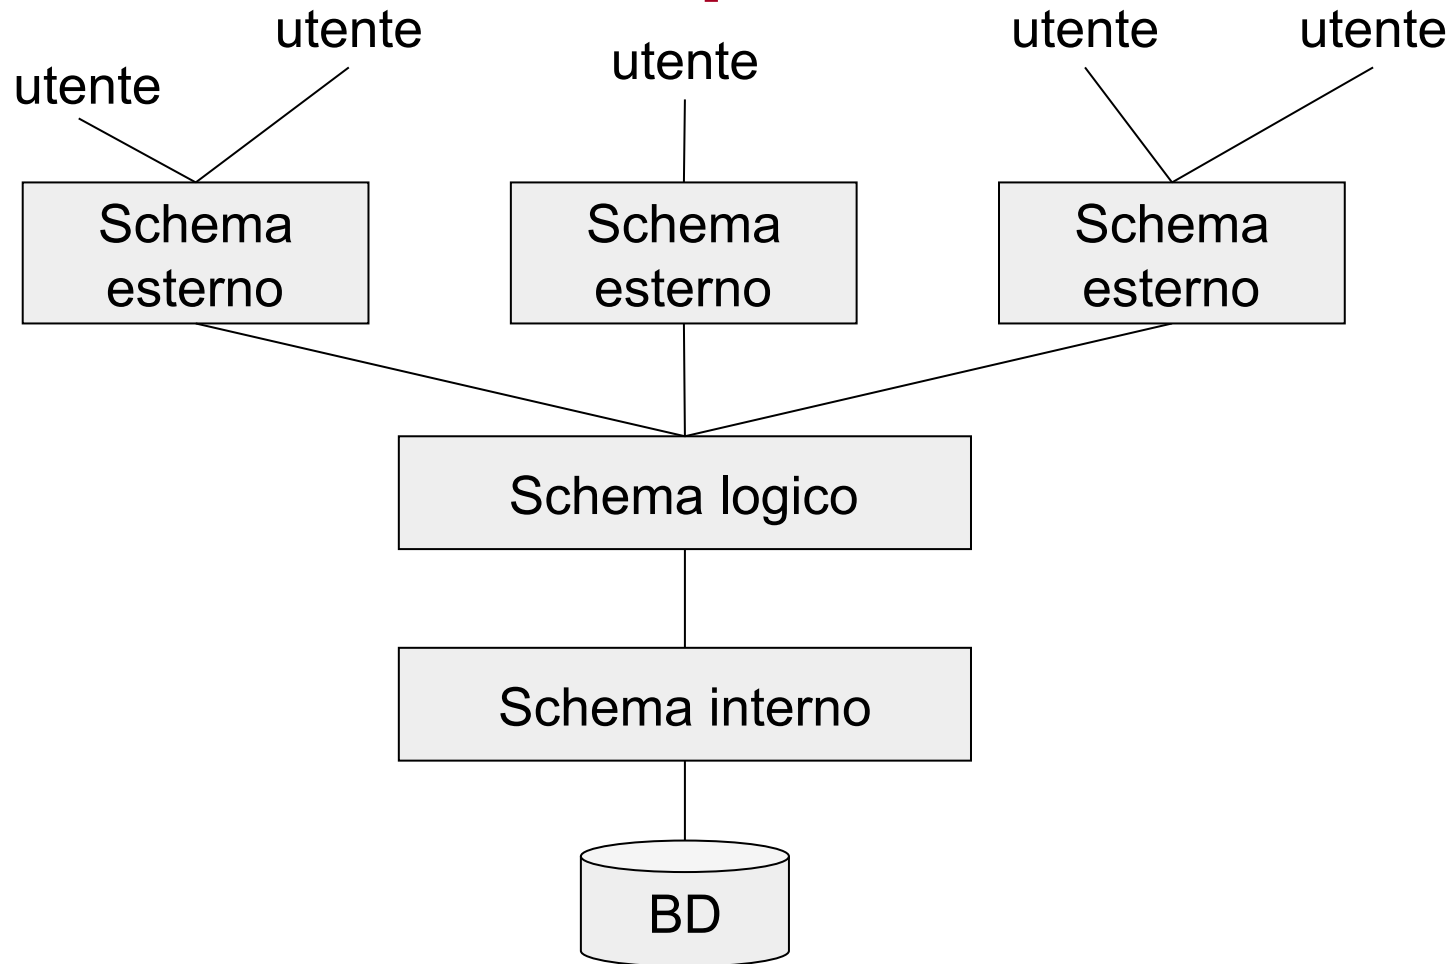 utente
utente
utente
utente
utente
Schema
esterno
Schema
esterno
Schema
esterno
Schema logico
Schema interno
BD